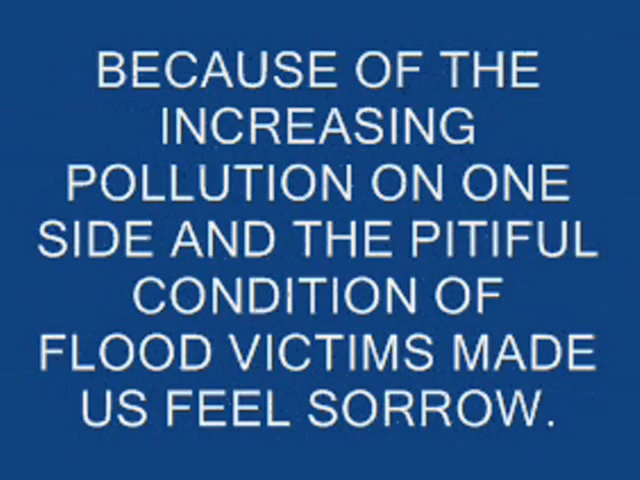 BECAUSE OF THE
INCREASING
POLLUTION ON ONE
SIDE AND THE PITIFUL
CONDITION OF
FLOOD VICTIMS MADE
US FEEL SORROW.